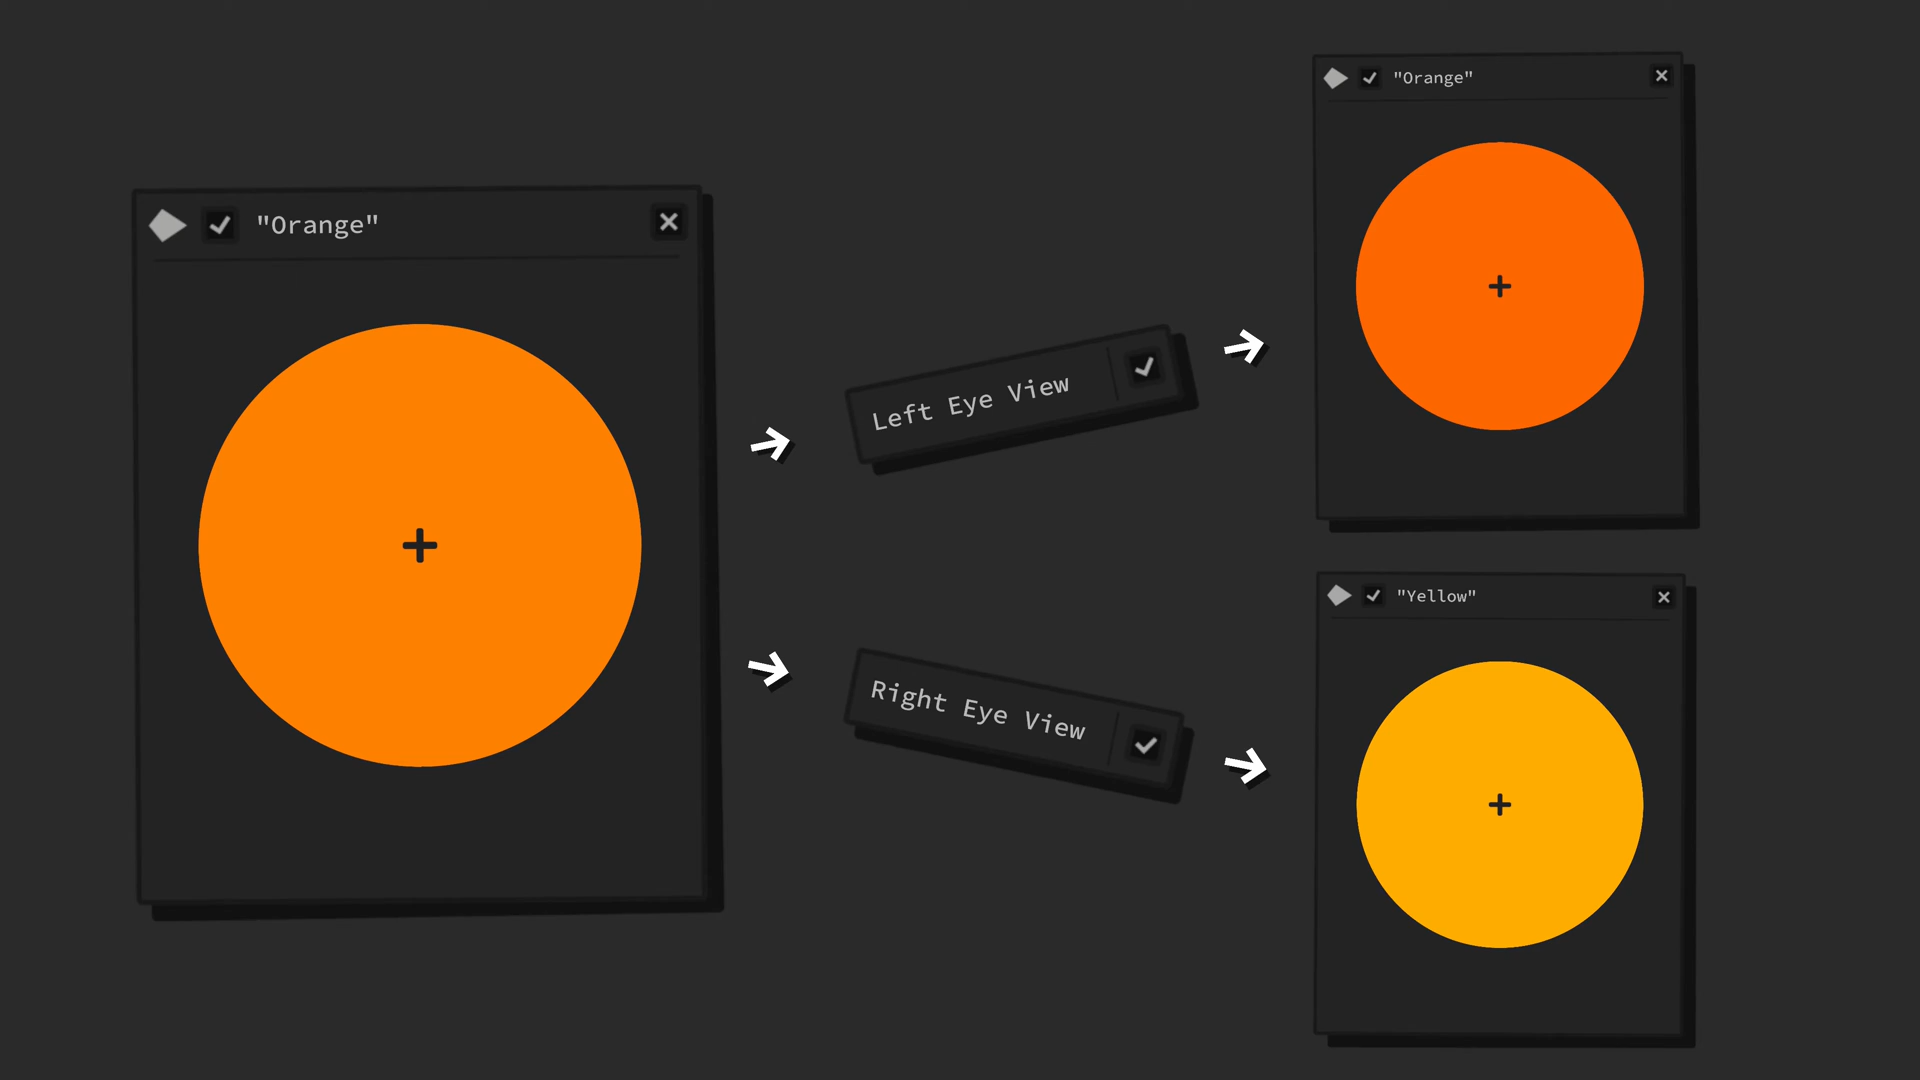 "Orange"
Left Eye View
Right Eye View
"Orange"
"Yellow"